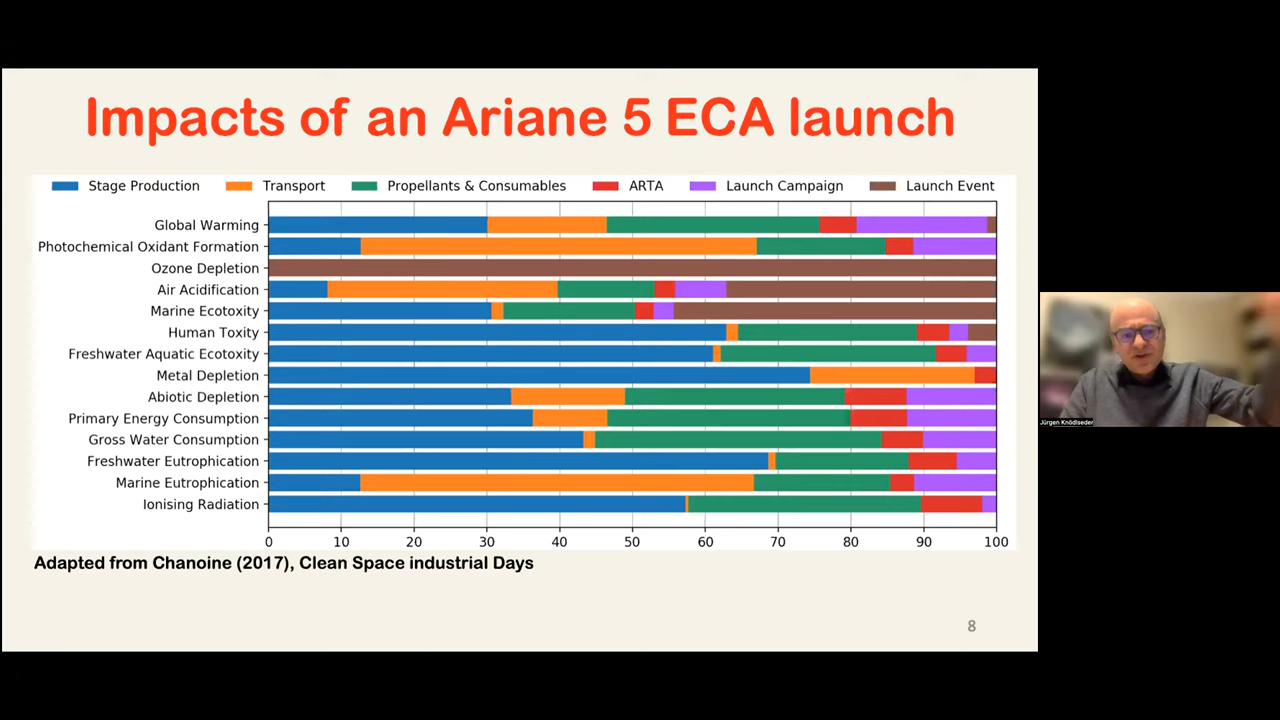 Impacts of an Ariane 5 ECA launch
Stage Production Transport Propellants & Consumables ARTA Launch Campaign Launch Event
Global Warming
Photochemical Oxidant Formation
Ozone Depletion
Air Acidification
Marine Ecotoxity
Human Toxity
Freshwater Aquatic Ecotoxity
Metal Depletion
Abiotic Depletion
Primary Energy Consumption
Gross Water Consumption
Freshwater Eutrophication
Marine Eutrophication
Ionising Radiation
0 10 20 30 40 50 60 70 80 90 100
Adapted from Chanoine (2017), Clean Space industrial Days
8
Jürgen Knödlseder